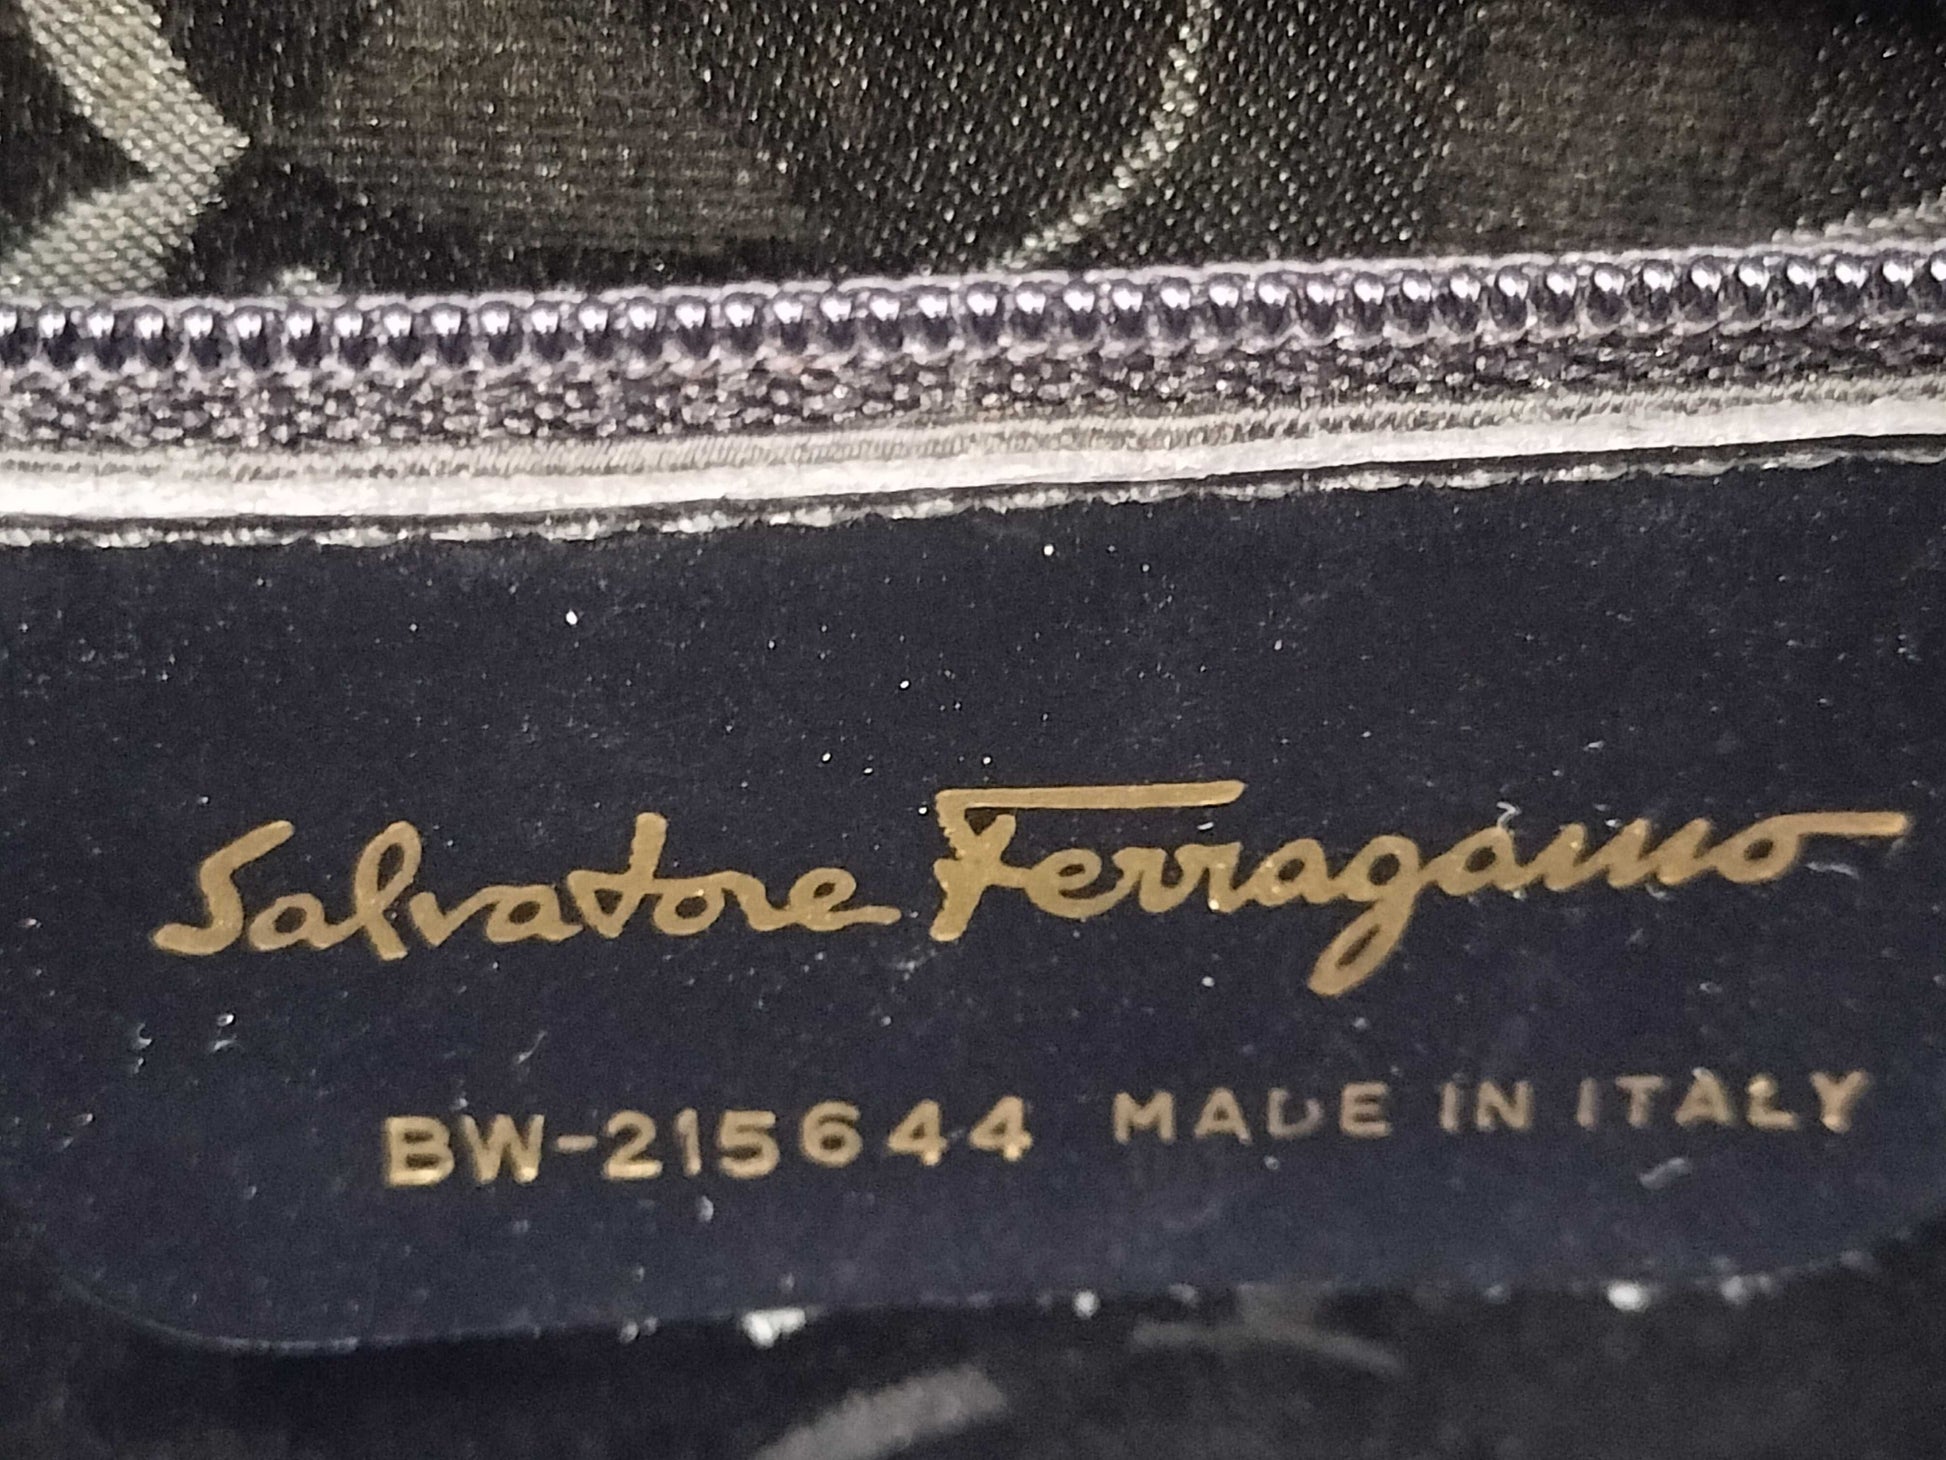 Salvatore Ferragamo
BW-215644 MADE IN ITALY